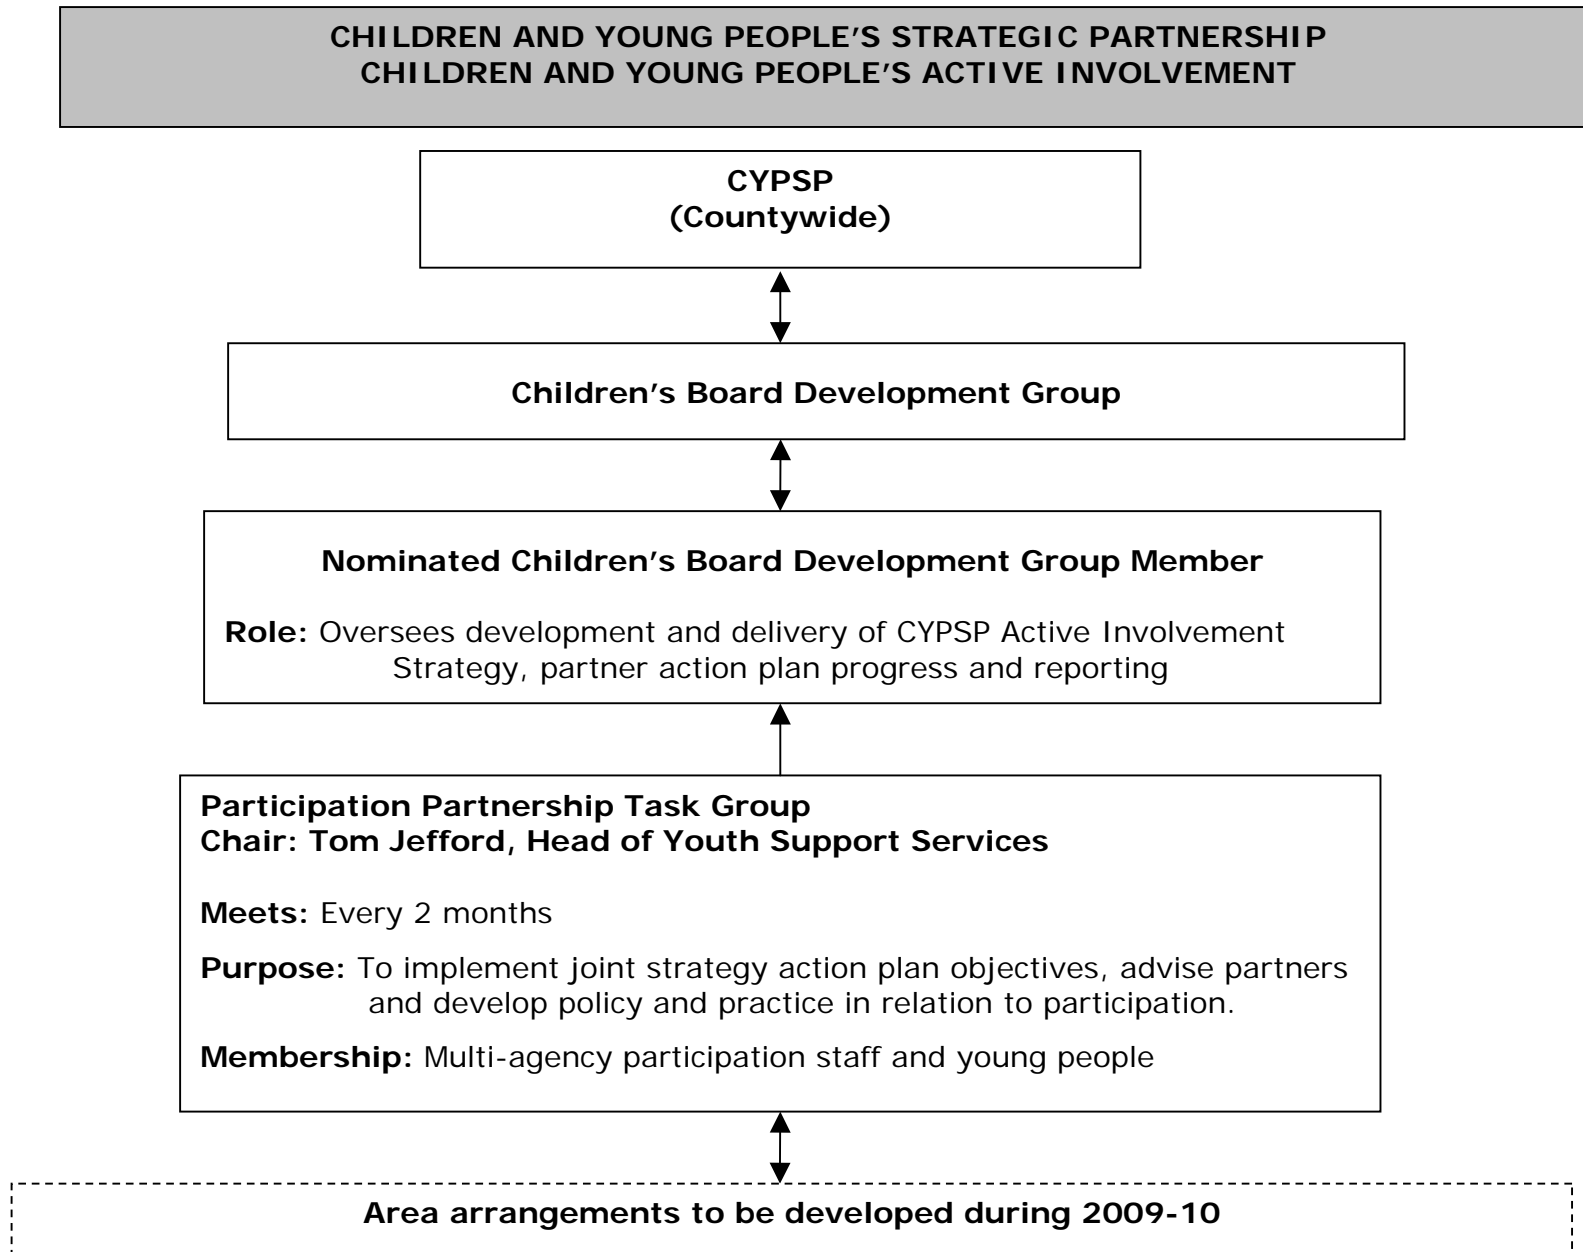 CHILDREN AND YOUNG PEOPLE’S STRATEGIC PARTNERSHIP
CHILDREN AND YOUNG PEOPLE’S ACTIVE INVOLVEMENT
CYPSP
(Countywide)
Children’s Board Development Group
Nominated Children’s Board Development Group Member
Role: Oversees development and delivery of CYPSP Active Involvement
Strategy, partner action plan progress and reporting
Participation Partnership Task Group
Chair: Tom Jefford, Head of Youth Support Services
Meets: Every 2 months
Purpose: To implement joint strategy action plan objectives, advise partners
and develop policy and practice in relation to participation.
Membership: Multi-agency participation staff and young people
Area arrangements to be developed during 2009-10